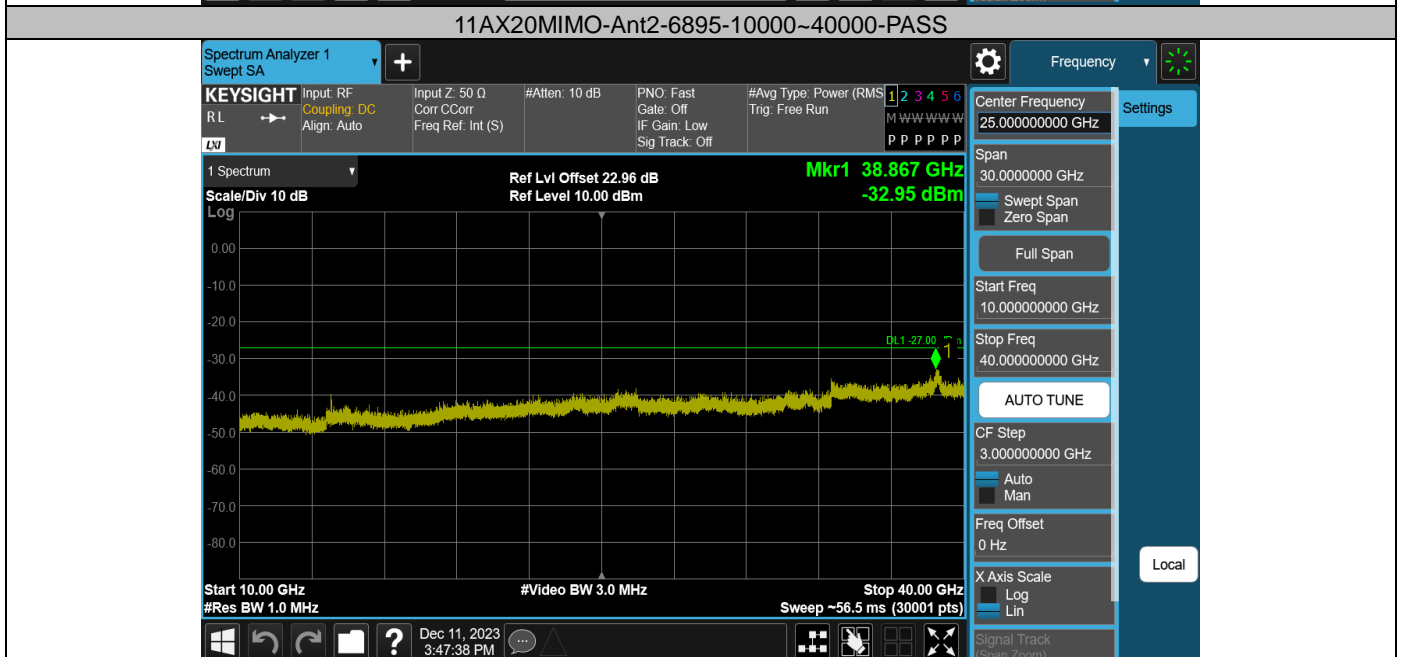 11AX20MIMO-Ant2-6895-10000~40000-PASS
Spectrum Analyzer 1
Swept SA
Frequency
KEYSIGHT
R L
LXI
Input: RF
Coupling: DC
Align: Auto
Input Z: 50 Ω
Corr CCorr
Freq Ref: Int (S)
#Atten: 10 dB
PNO: Fast
Gate: Off
IF Gain: Low
Sig Track: Off
#Avg Type: Power (RMS
Trig: Free Run
1 2 3 4 5 6
M W W W W W
P P P P P P
1 Spectrum
Scale/Div 10 dB
Log
Ref Lvl Offset 22.96 dB
Ref Level 10.00 dBm
Mkr1 38.867 GHz
-32.95 dBm
0.00
-10.0
-20.0
-30.0
-40.0
-50.0
-60.0
-70.0
-80.0
DL1 -27.00
1
Start 10.00 GHz
#Res BW 1.0 MHz
#Video BW 3.0 MHz
Stop 40.00 GHz
Sweep ~56.5 ms (30001 pts)
Center Frequency
25.000000000 GHz
Settings
Span
30.0000000 GHz
Swept Span
Zero Span
Full Span
Start Freq
10.000000000 GHz
Stop Freq
40.000000000 GHz
AUTO TUNE
CF Step
3.000000000 GHz
Auto
Man
Freq Offset
0 Hz
X Axis Scale
Log
Lin
Local
Signal Track
(Span Zoom)
?
Dec 11, 2023
3:47:38 PM